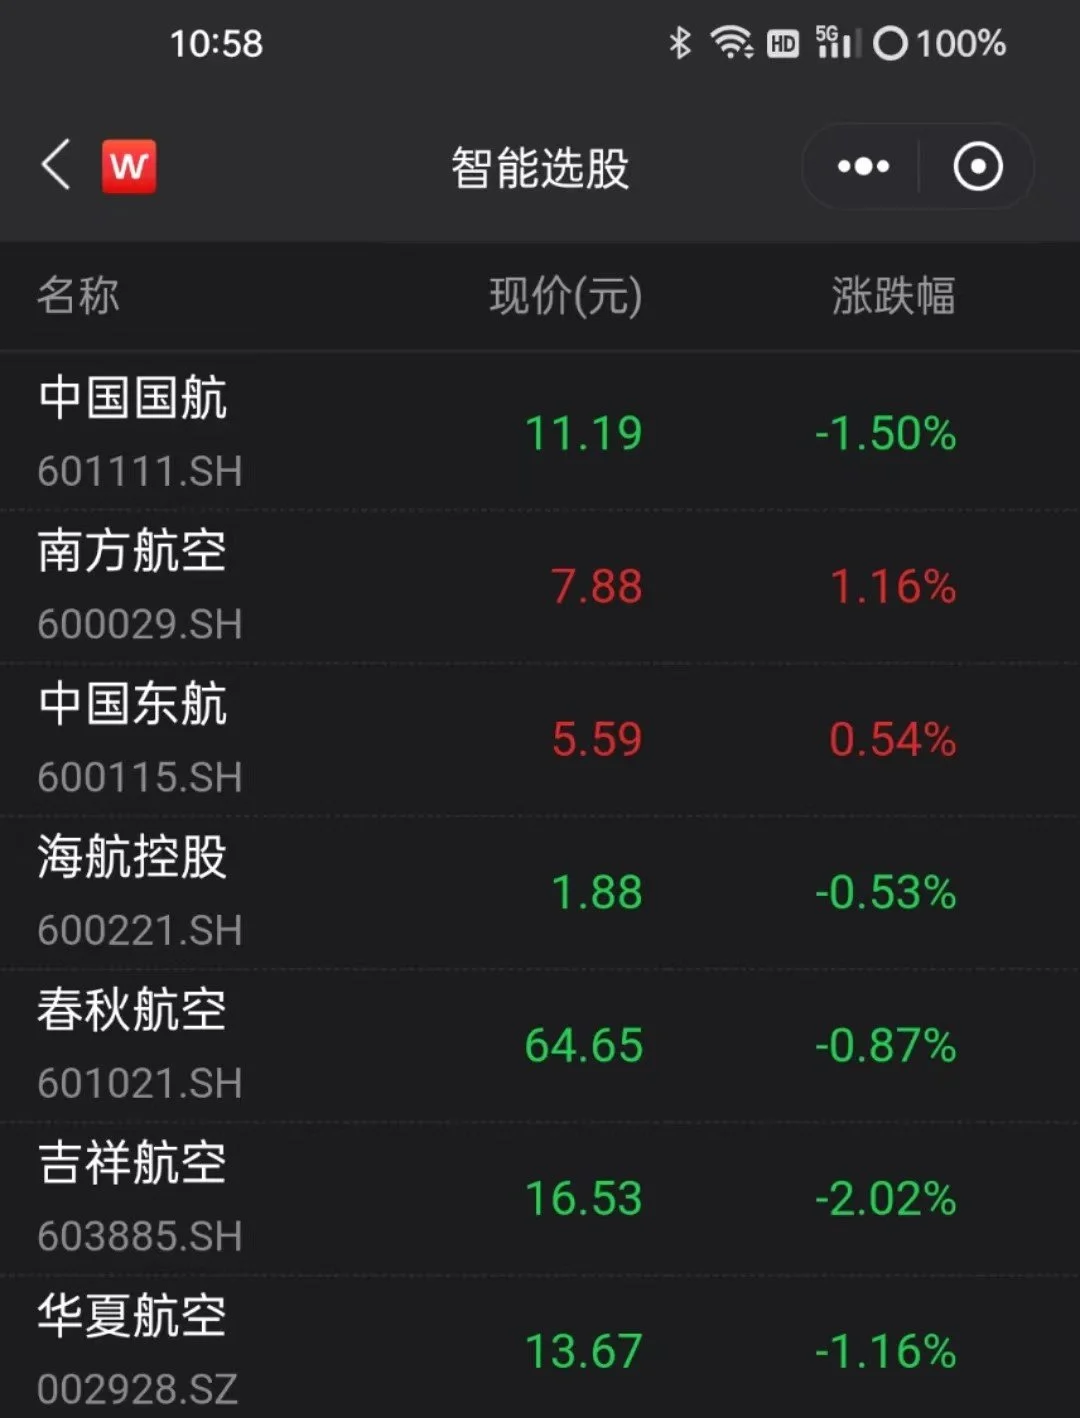 10:58
HD 5G 100%
W 智能选股
名称 现价(元) 涨跌幅
中国国航
601111.SH 11.19 -1.50%
南方航空
600029.SH 7.88 1.16%
中国东航
600115.SH 5.59 0.54%
海航控股
600221.SH 1.88 -0.53%
春秋航空
601021.SH 64.65 -0.87%
吉祥航空
603885.SH 16.53 -2.02%
华夏航空
002928.SZ 13.67 -1.16%